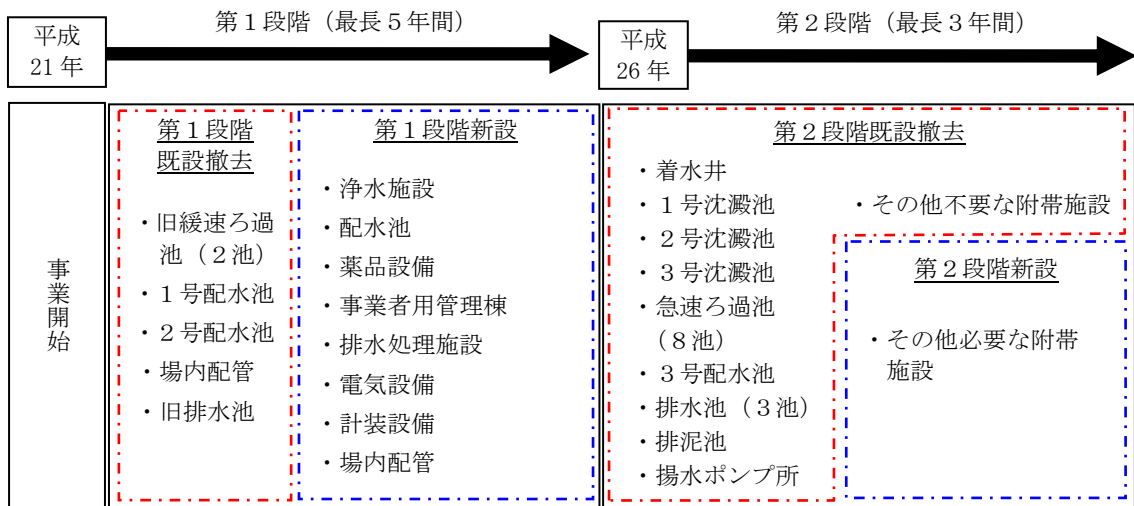 第１段階（最長５年間）
第２段階（最長３年間）
平成
21 年
平成
26 年
事業開始
第１段階
既設撤去
・旧緩速ろ過
池（２池）
・１号配水池
・２号配水池
・場内配管
・旧排水池
第１段階新設
・浄水施設
・配水池
・薬品設備
・事業者用管理棟
・排水処理施設
・電気設備
・計装設備
・場内配管
第２段階既設撤去
・着水井
・１号沈澱池
・２号沈澱池
・３号沈澱池
・急速ろ過池
（８池）
・３号配水池
・排水池（３池）
・排泥池
・揚水ポンプ所
・その他不要な附帯施設
第２段階新設
・その他必要な附帯
施設